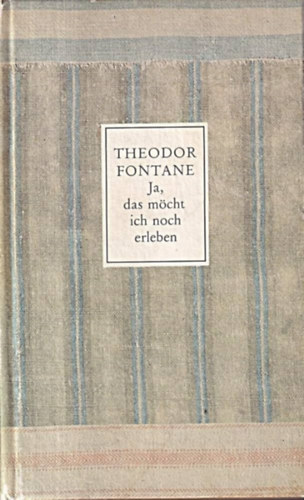 THEODOR
FONTANE
Ja,
das möcht
ich noch
erleben